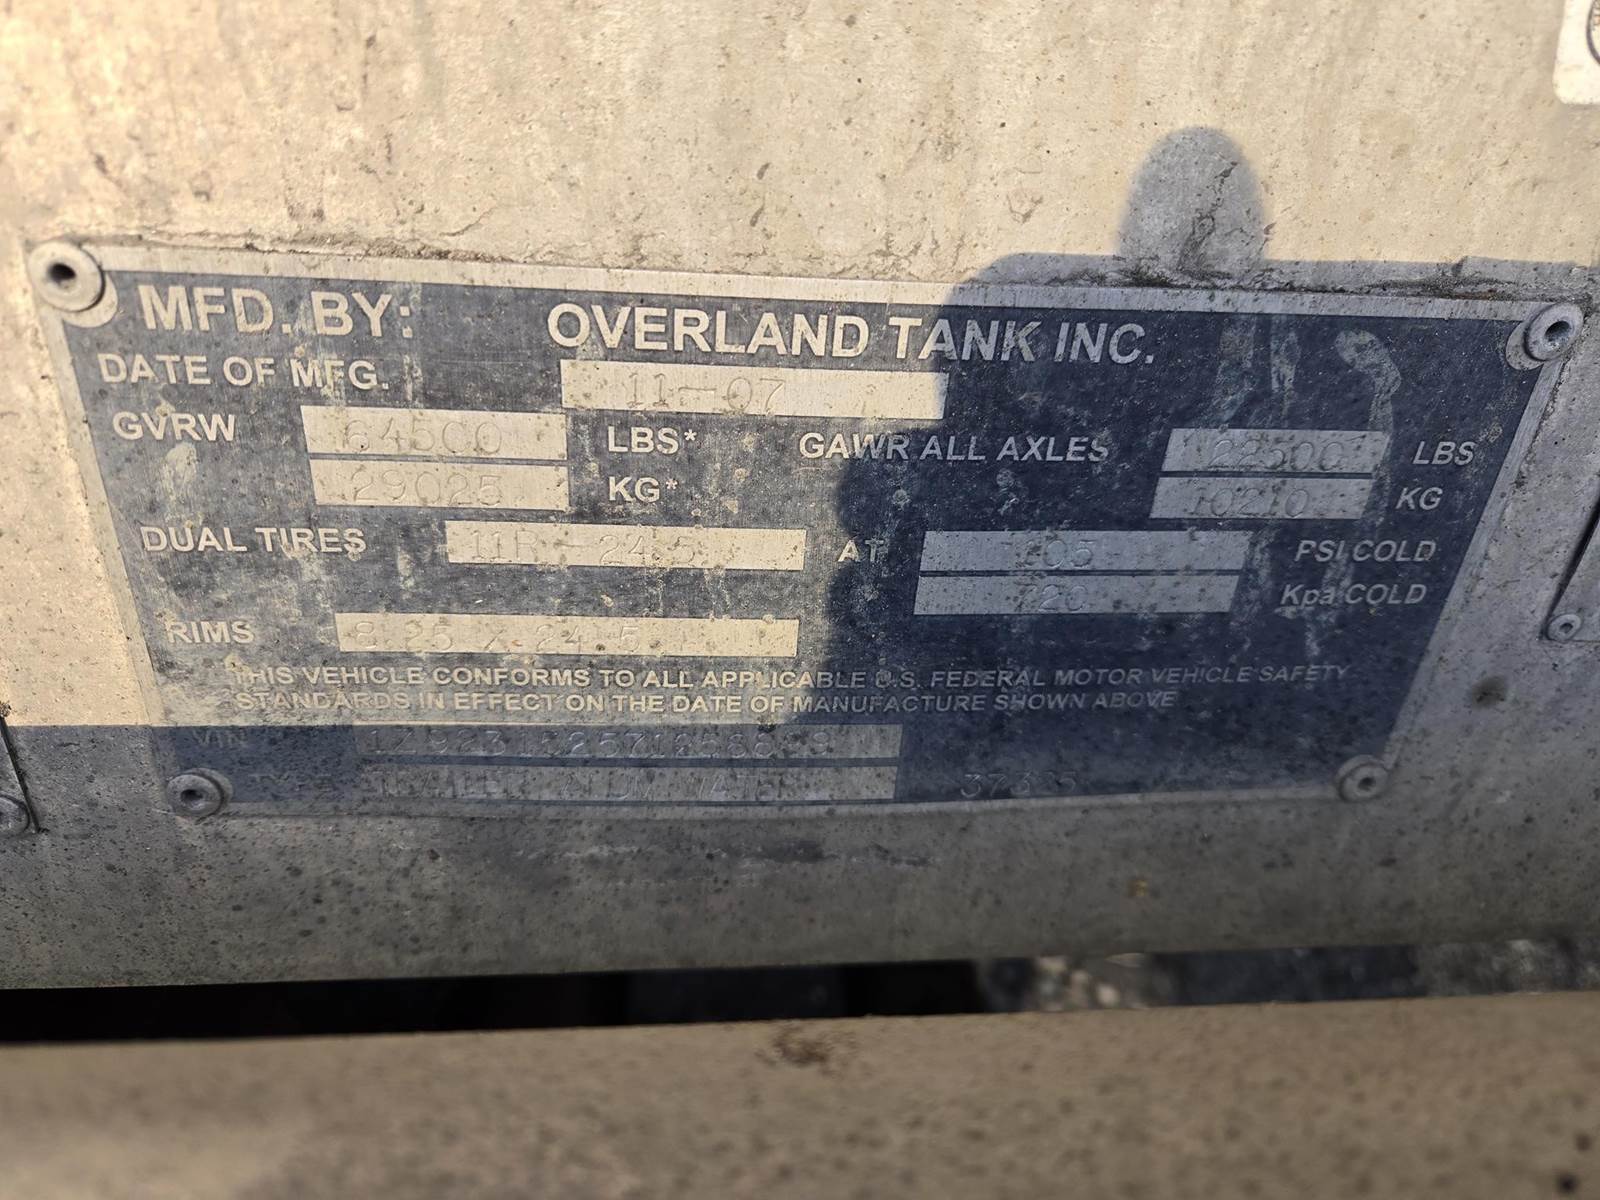 MFD. BY: OVERLAND TANK INC.
DATE OF MFG. 11-07
GVRW 64500 LBS* GAWR ALL AXLES 22500 LBS
29025 KG* 10210 KG
DUAL TIRES 11R-24.5 AT 105 PSI COLD
720 Kpa COLD
RIMS 8.25 X 24.5
THIS VEHICLE CONFORMS TO ALL APPLICABLE U.S. FEDERAL MOTOR VEHICLE SAFETY
STANDARDS IN EFFECT ON THE DATE OF MANUFACTURE SHOWN ABOVE
VIN
TYPE